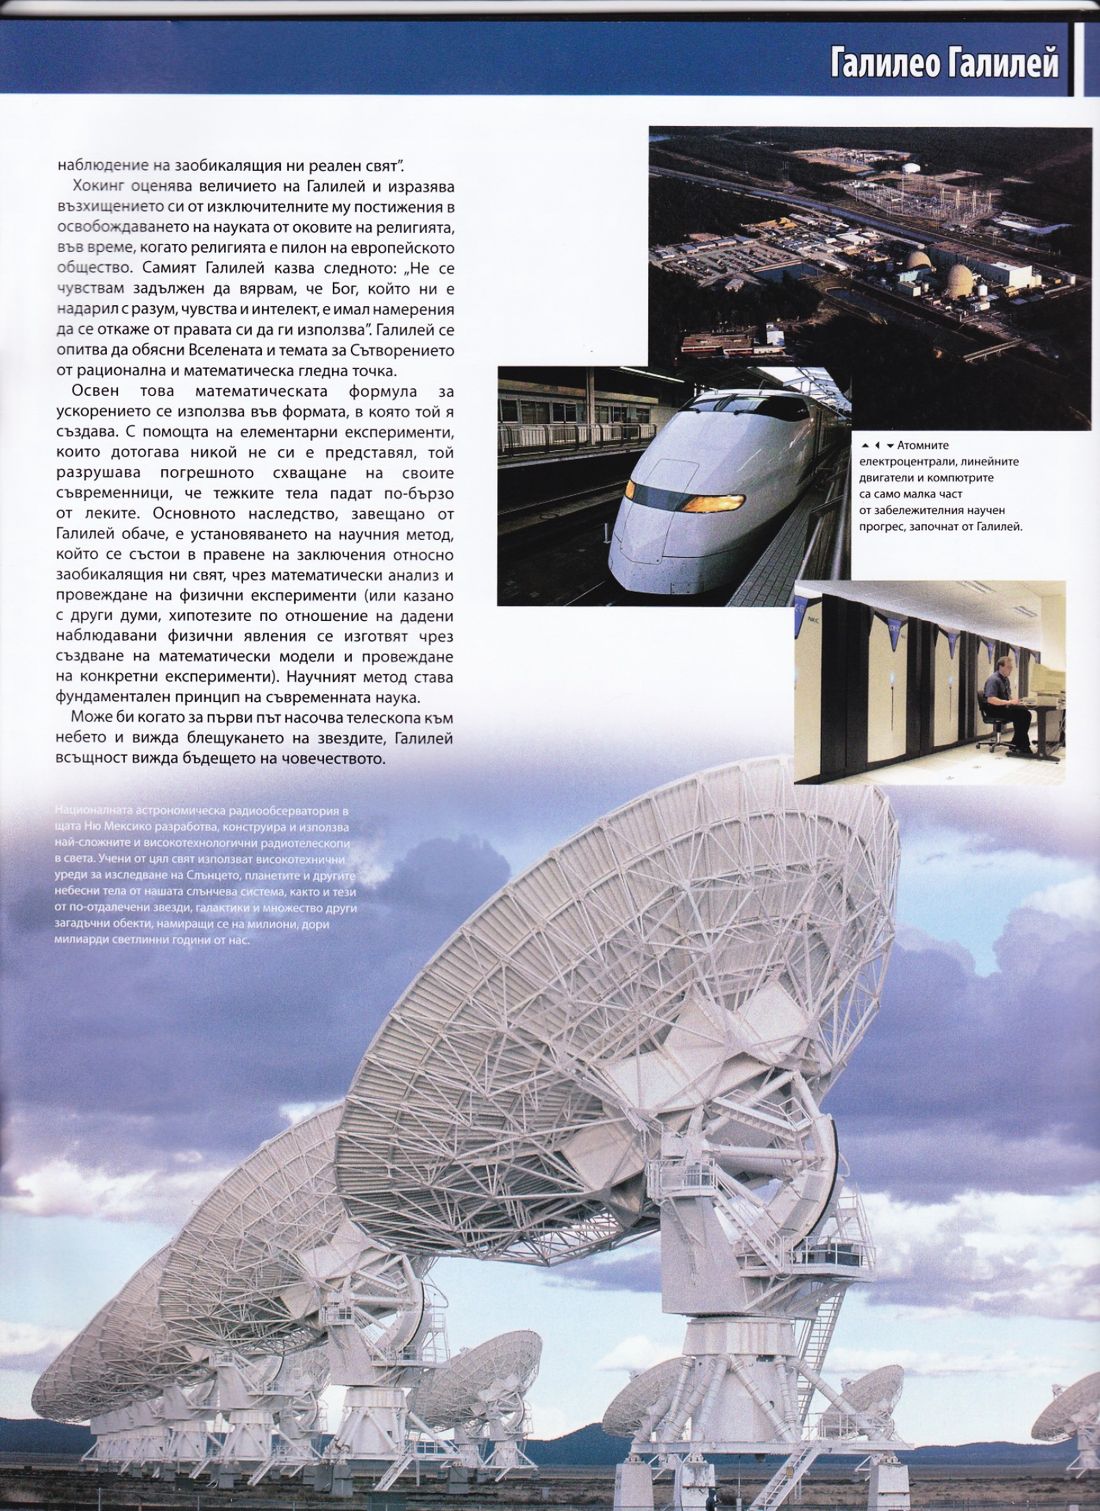 Галилео Галилей
наблюдение на заобикалящия ни реален свят”.
Хокинг оценява величието на Галилей и изразява
възхищението си от изключителните му постижения в
освобождаването на науката от оковите на религията,
във време, когато религията е пилон на европейското
общество. Самият Галилей казва следното: „Не се
чувствам задължен да вярвам, че Бог, който ни е
надарил с разум, чувства и интелект, е имал намерения
да се откаже от правата си да ги използва”. Галилей се
опитва да обясни Вселената и темата за Сътворението
от рационална и математическа гледна точка.
Освен това математическата формула за
ускорението се използва във формата, в която той я
създава. С помощта на елементарни експерименти,
които дотогава никой не си е представял, той
разрушава погрешното схващане на своите
съвременници, че тежките тела падат по-бързо
от леките. Основното наследство, завещано от
Галилей обаче, е установяването на научния метод,
който се състои в правене на заключения относно
заобикалящия ни свят, чрез математически анализ и
провеждане на физични експерименти (или казано
с други думи, хипотезите по отношение на дадени
наблюдавани физични явления се изготвят чрез
създване на математически модели и провеждане
на конкретни експерименти). Научният метод става
фундаментален принцип на съвременната наука.
Може би когато за първи път насочва телескопа към
небето и вижда блещукането на звездите, Галилей
всъщност вижда бъдещето на човечеството.
Атомните
електроцентрали, линейните
двигатели и компютрите
са само малка част
от забележителния научен
прогрес, започнат от Галилей.
NEC
Националната астрономическа радиообсерватория в
щата Ню Мексико разработва, конструира и използва
най-сложните и високотехнологични радиотелескопи
в света. Учени от цял свят използват високотехнични
уреди за изследване на Слънцето, планетите и другите
небесни тела от нашата слънчева система, както и тези
от по-отдалечени звезди, галактики и множество други
загадъчни обекти, намиращи се на милиони, дори
милиарди светлинни години от нас.